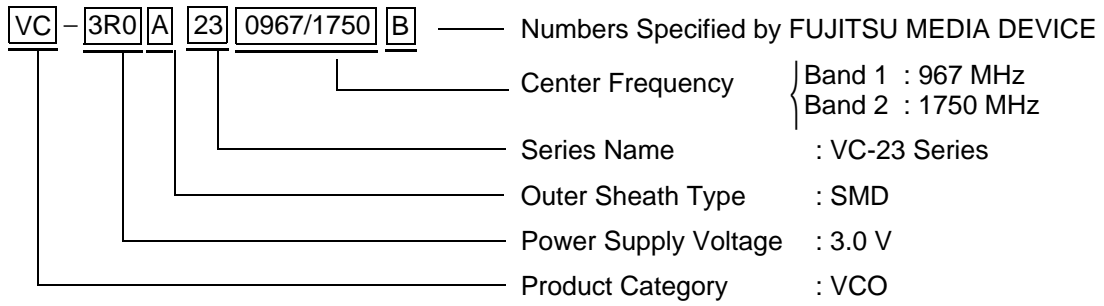 VC – 3R0 A 23 0967/1750 B Numbers Specified by FUJITSU MEDIA DEVICE
Center Frequency Band 1 : 967 MHz
Band 2 : 1750 MHz
Series Name : VC-23 Series
Outer Sheath Type : SMD
Power Supply Voltage : 3.0 V
Product Category : VCO